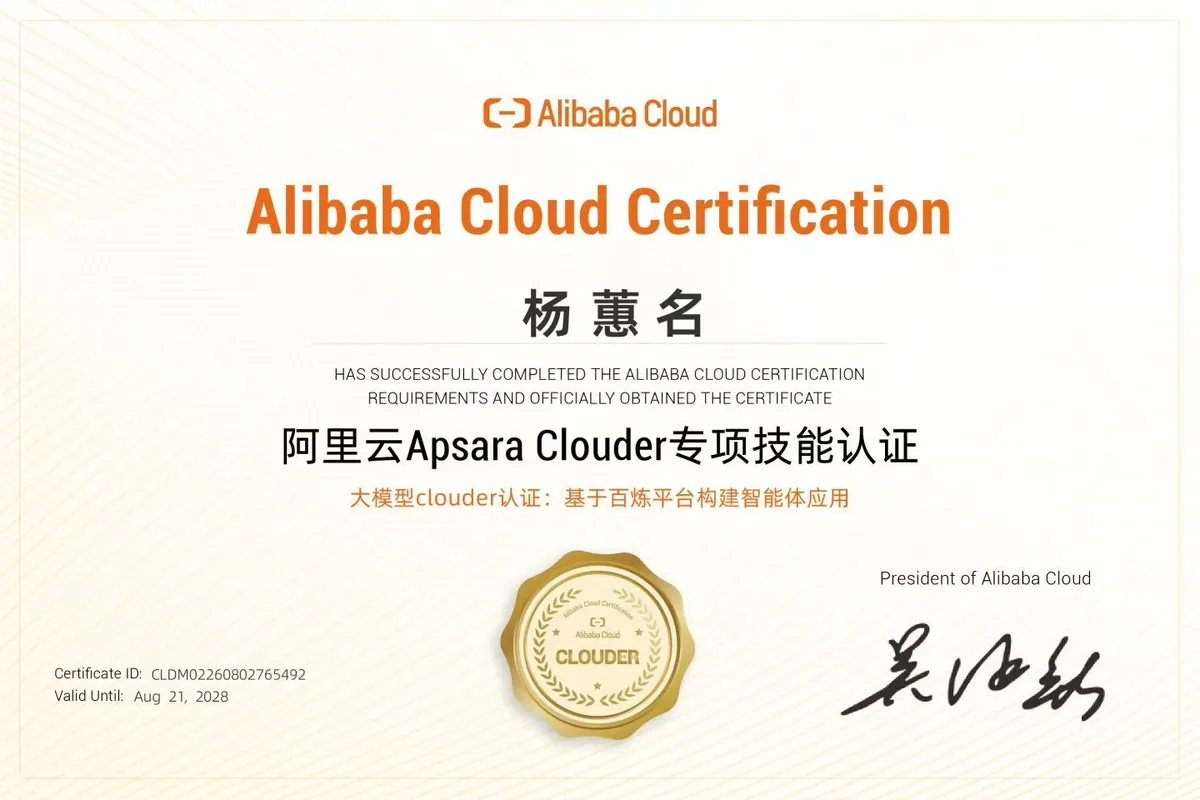 Alibaba Cloud
Alibaba Cloud Certification
杨蕙名
HAS SUCCESSFULLY COMPLETED THE ALIBABA CLOUD CERTIFICATION
REQUIREMENTS AND OFFICIALLY OBTAINED THE CERTIFICATE
阿里云Apsara Clouder专项技能认证
大模型clouder认证：基于百炼平台构建智能体应用
Alibaba Cloud Certification
Alibaba Cloud
CLOUDER
President of Alibaba Cloud
吴泳铭
Certificate ID: CLDM02260802765492
Valid Until: Aug 21, 2028